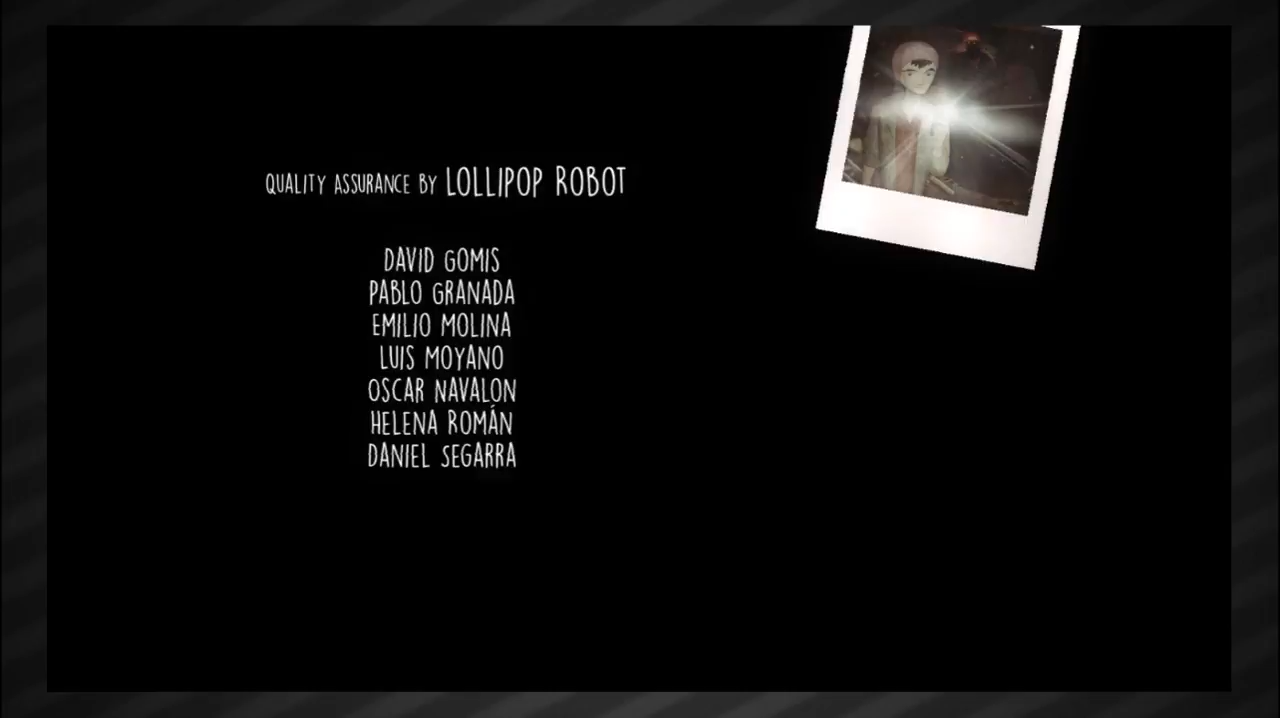 QUALITY ASSURANCE BY LOLLIPOP ROBOT
DAVID GOMIS
PABLO GRANADA
EMILIO MOLINA
LUIS MOYANO
OSCAR NAVALON
HELENA ROMÁN
DANIEL SEGARRA